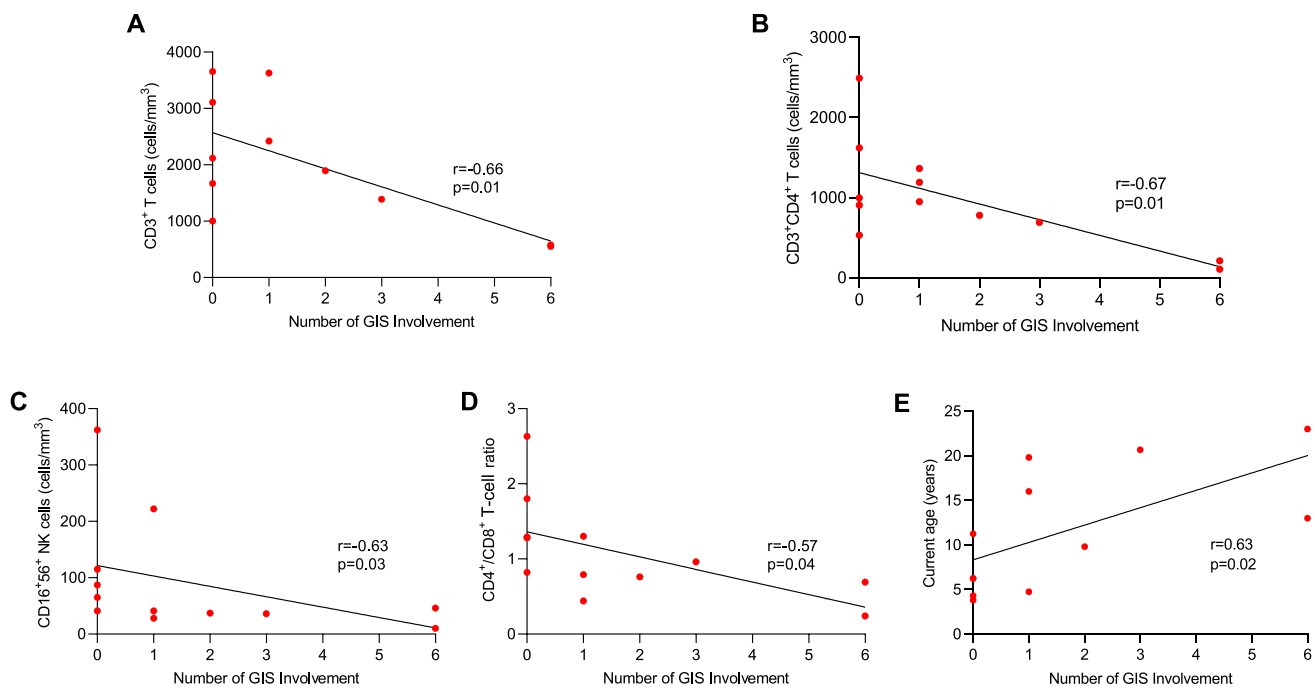 A
CD3⁺ T cells (cells/mm³)
4000
3000
2000
1000
0
r=-0.66
p=0.01
0 1 2 3 4 5 6
Number of GIS Involvement
B
CD3⁺CD4⁺ T cells (cells/mm³)
3000
2000
1000
0
r=-0.67
p=0.01
0 1 2 3 4 5 6
Number of GIS Involvement
C
CD16⁺56⁺ NK cells (cells/mm³)
400
300
200
100
0
r=-0.63
p=0.03
0 1 2 3 4 5 6
Number of GIS Involvement
D
CD4⁺/CD8⁺ T-cell ratio
3
2
1
0
r=-0.57
p=0.04
0 1 2 3 4 5 6
Number of GIS Involvement
E
Current age (years)
25
20
15
10
5
0
r=0.63
p=0.02
0 1 2 3 4 5 6
Number of GIS Involvement